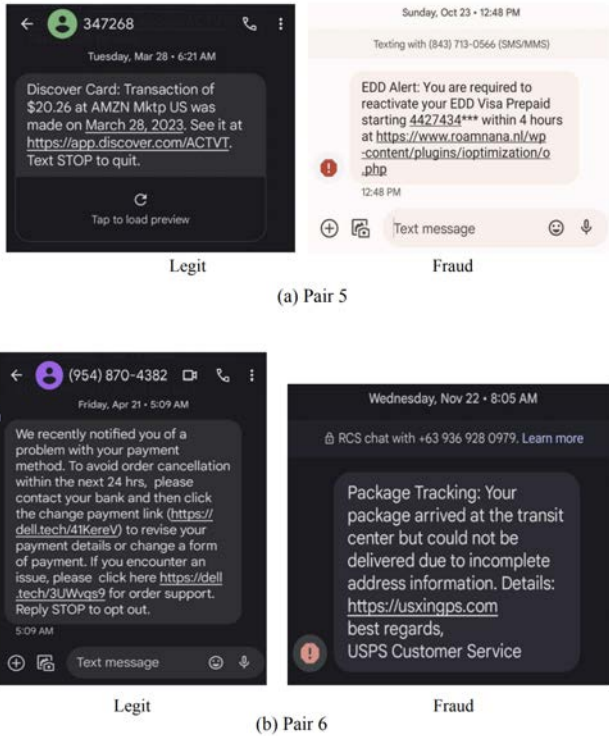 347268
Tuesday, Mar 28 • 6:21 AM
Discover Card: Transaction of
$20.26 at AMZN Mktp US was
made on March 28, 2023. See it at
https://app.discover.com/ACTVT.
Text STOP to quit.
Tap to load preview
Legit
Sunday, Oct 23 • 12:48 PM
Texting with (843) 713-0566 (SMS/MMS)
EDD Alert: You are required to
reactivate your EDD Visa Prepaid
starting 4427434*** within 4 hours
at https://www.roamnana.nl/wp
-content/plugins/ioptimization/o
.php
12:48 PM
Text message
Fraud
(a) Pair 5
(954) 870-4382
Friday, Apr 21 • 5:09 AM
We recently notified you of a
problem with your payment
method. To avoid order cancellation
within the next 24 hrs, please
contact your bank and then click
the change payment link (https://
dell.tech/41KereV) to revise your
payment details or change a form
of payment. If you encounter an
issue, please click here https://dell
.tech/3UWvqs9 for order support.
Reply STOP to opt out.
5:09 AM
Text message
Legit
Wednesday, Nov 22 • 8:05 AM
RCS chat with +63 936 928 0979. Learn more
Package Tracking: Your
package arrived at the transit
center but could not be
delivered due to incomplete
address information. Details:
https://usxingps.com
best regards,
USPS Customer Service
Fraud
(b) Pair 6